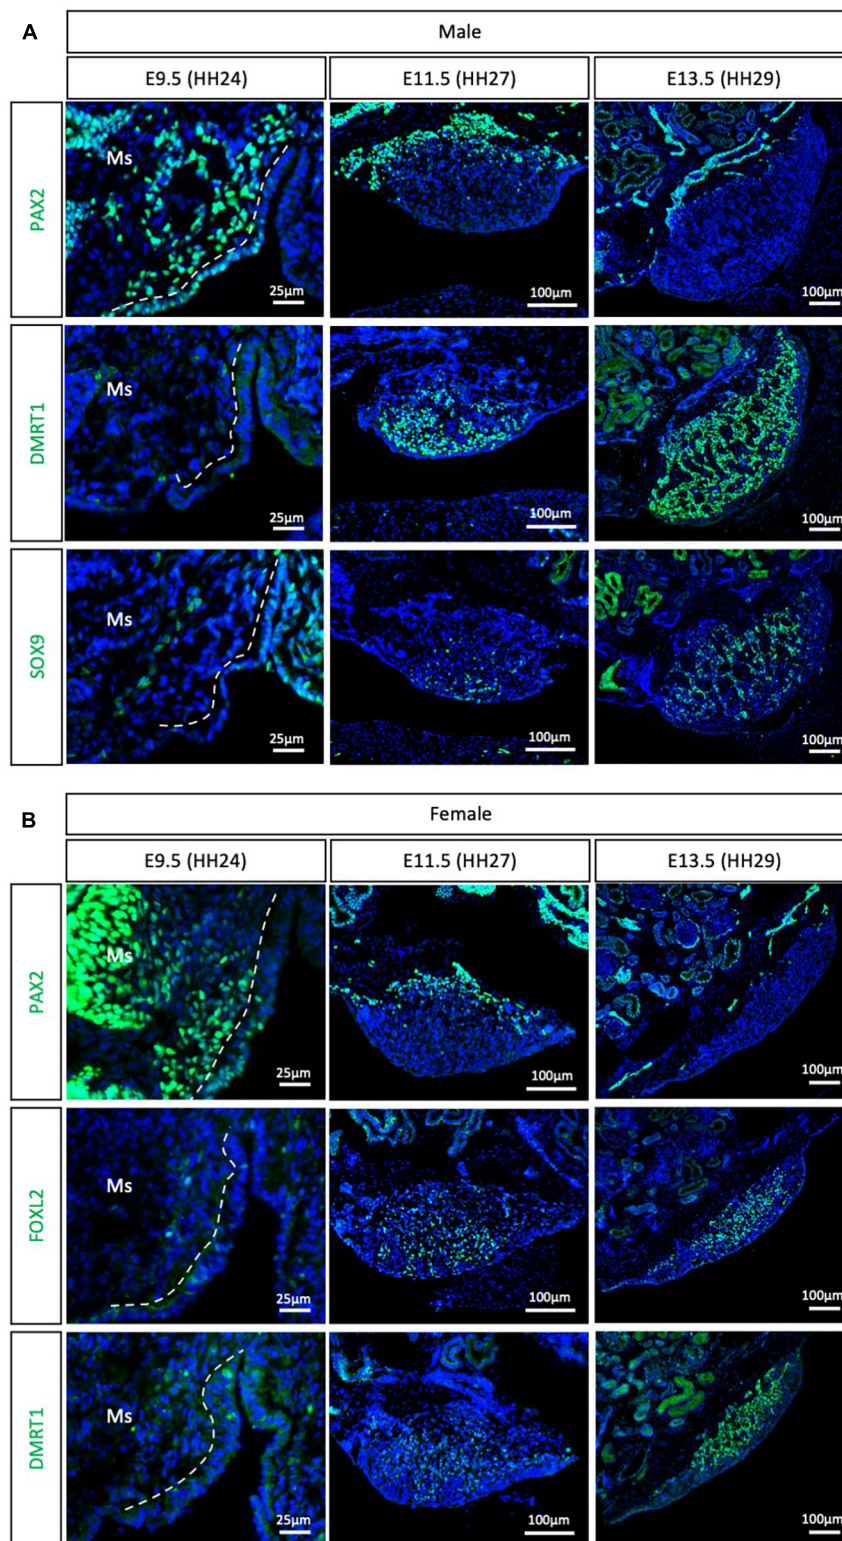 A
Male
E9.5 (HH24)
E11.5 (HH27)
E13.5 (HH29)
PAX2
Ms
25µm
100µm
100µm
DMRT1
Ms
25µm
100µm
100µm
SOX9
Ms
25µm
100µm
100µm
B
Female
E9.5 (HH24)
E11.5 (HH27)
E13.5 (HH29)
PAX2
Ms
25µm
100µm
100µm
FOXL2
Ms
25µm
100µm
100µm
DMRT1
Ms
25µm
100µm
100µm